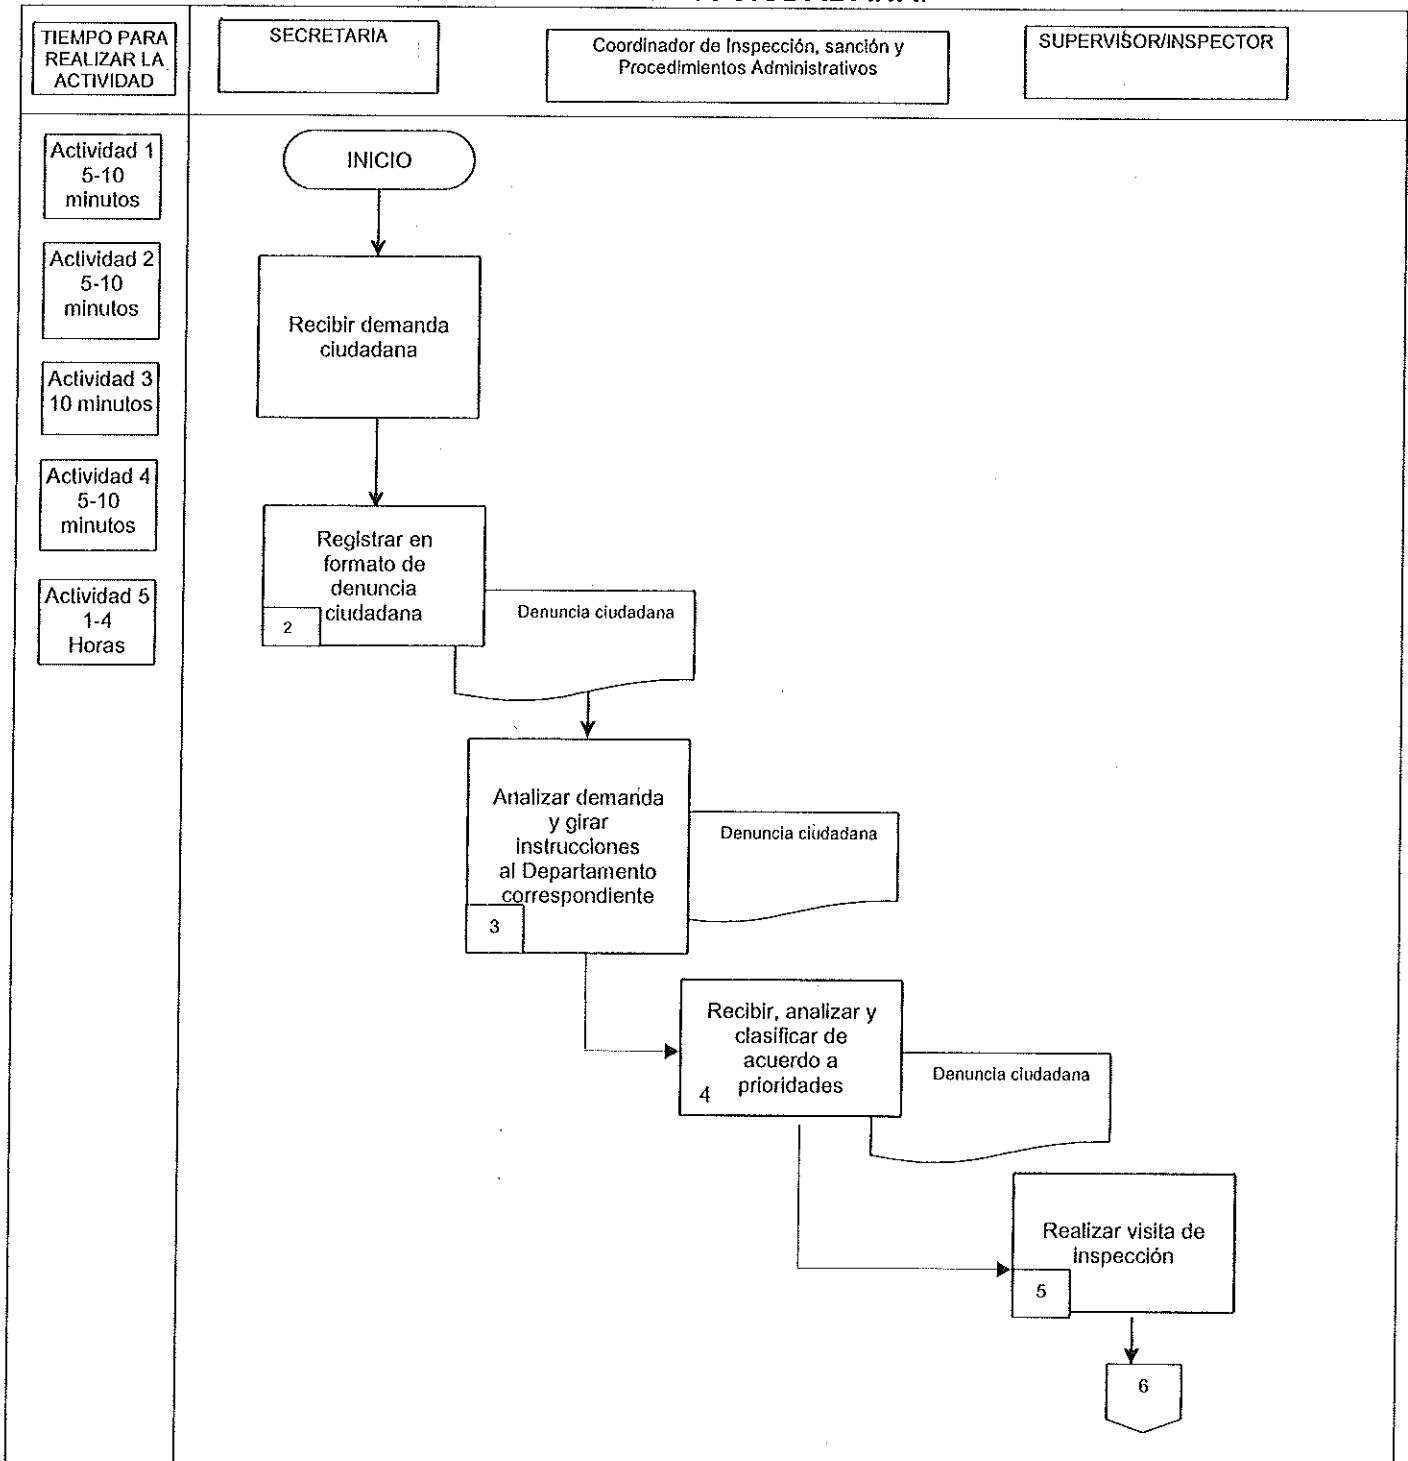 TIEMPO PARA
REALIZAR LA
ACTIVIDAD
SECRETARIA
Coordinador de Inspección, sanción y
Procedimientos Administrativos
SUPERVISOR/INSPECTOR
Actividad 1
5-10
minutos
Actividad 2
5-10
minutos
Actividad 3
10 minutos
Actividad 4
5-10
minutos
Actividad 5
1-4
Horas
INICIO
Recibir demanda
ciudadana
Registrar en
formato de
denuncia
ciudadana
2
Denuncia ciudadana
Analizar demanda
y girar
instrucciones
al Departamento
correspondiente
3
Denuncia ciudadana
Recibir, analizar y
clasificar de
acuerdo a
prioridades
4
Denuncia ciudadana
Realizar visita de
inspección
5
6